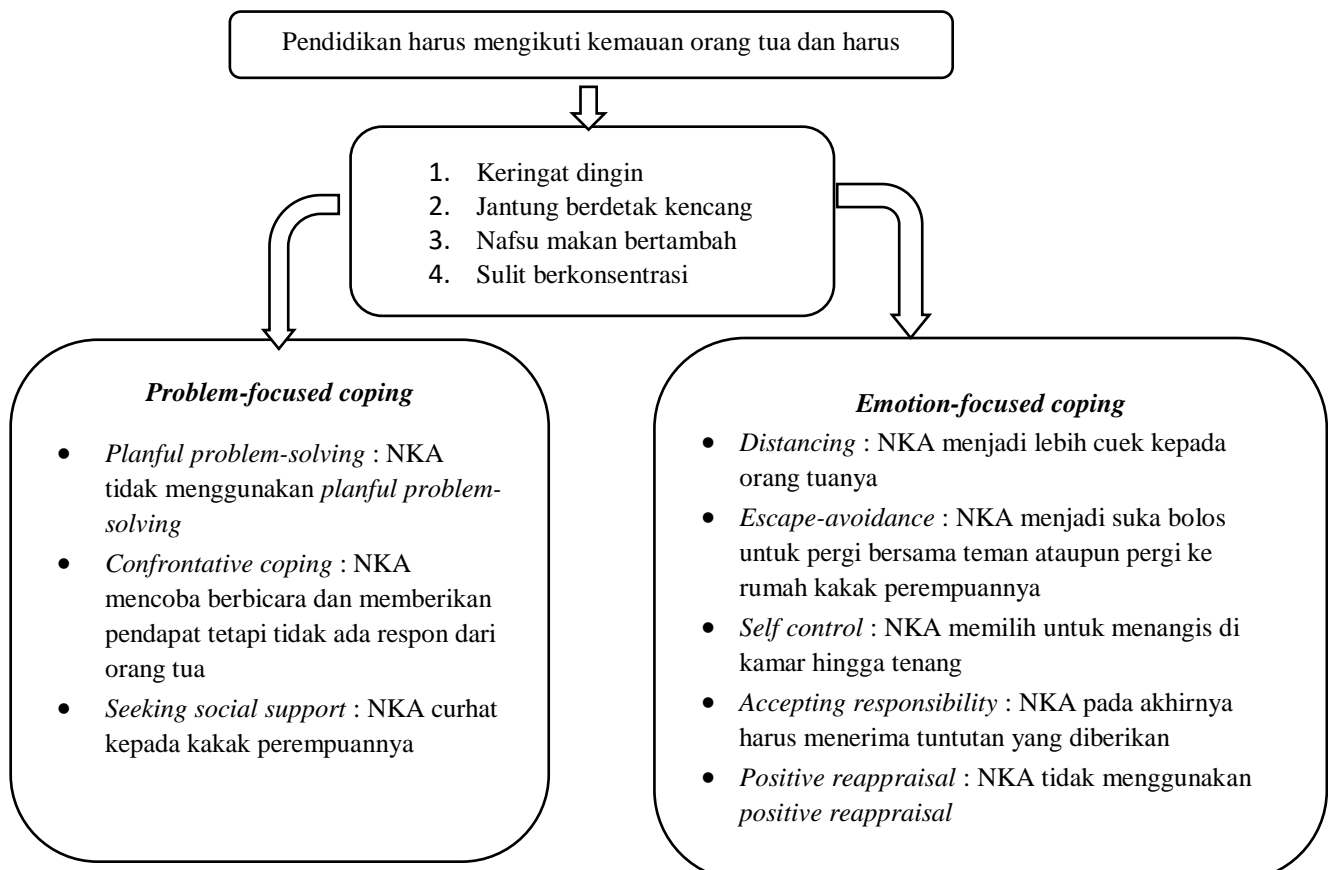 Pendidikan harus mengikuti kemauan orang tua dan harus
1. Keringat dingin
2. Jantung berdetak kencang
3. Nafsu makan bertambah
4. Sulit berkonsentrasi
Problem-focused coping
• Planful problem-solving : NKA
tidak menggunakan planful problem-
solving
• Confrontative coping : NKA
mencoba berbicara dan memberikan
pendapat tetapi tidak ada respon dari
orang tua
• Seeking social support : NKA curhat
kepada kakak perempuannya
Emotion-focused coping
• Distancing : NKA menjadi lebih cuek kepada
orang tuanya
• Escape-avoidance : NKA menjadi suka bolos
untuk pergi bersama teman ataupun pergi ke
rumah kakak perempuannya
• Self control : NKA memilih untuk menangis di
kamar hingga tenang
• Accepting responsibility : NKA pada akhirnya
harus menerima tuntutan yang diberikan
• Positive reappraisal : NKA tidak menggunakan
positive reappraisal